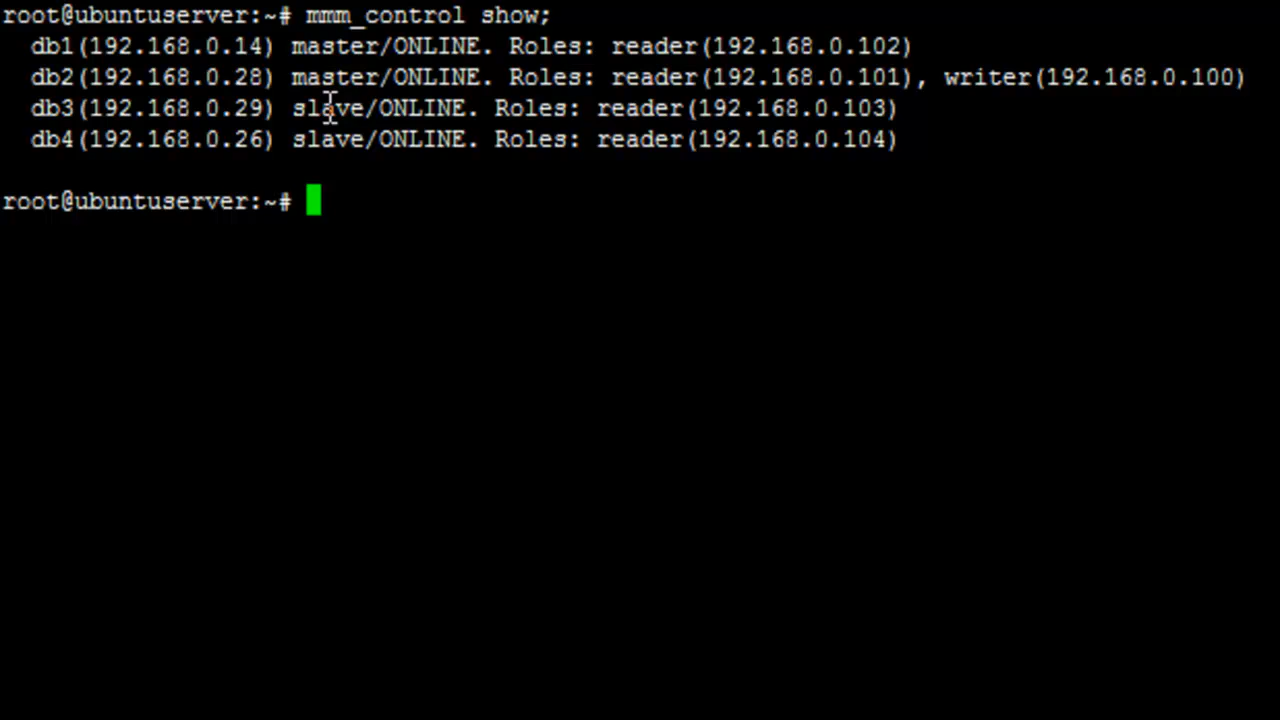 root@ubuntuserver:~# mmm_control show;
db1(192.168.0.14) master/ONLINE. Roles: reader(192.168.0.102)
db2(192.168.0.28) master/ONLINE. Roles: reader(192.168.0.101), writer(192.168.0.100)
db3(192.168.0.29) slave/ONLINE. Roles: reader(192.168.0.103)
db4(192.168.0.26) slave/ONLINE. Roles: reader(192.168.0.104)
root@ubuntuserver:~#